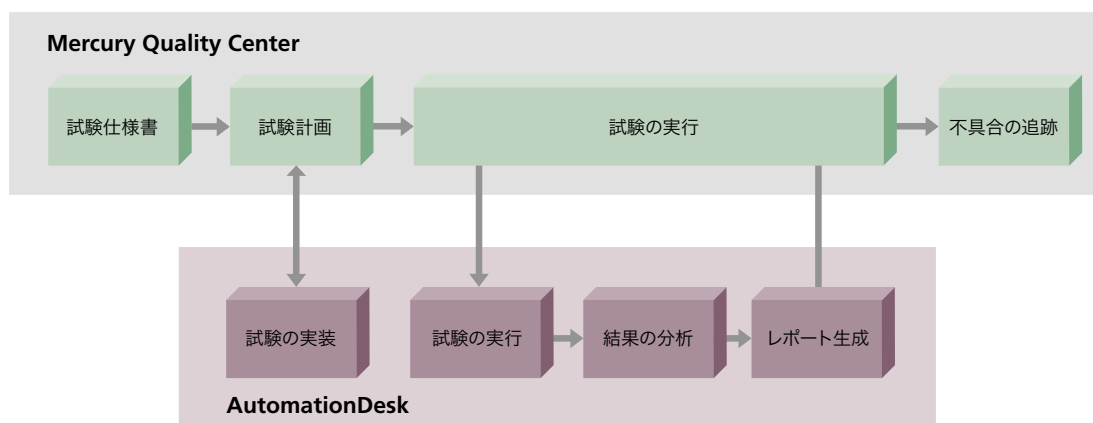 Mercury Quality Center
試験仕様書
試験計画
試験の実行
不具合の追跡
試験の実装
試験の実行
結果の分析
レポート生成
AutomationDesk